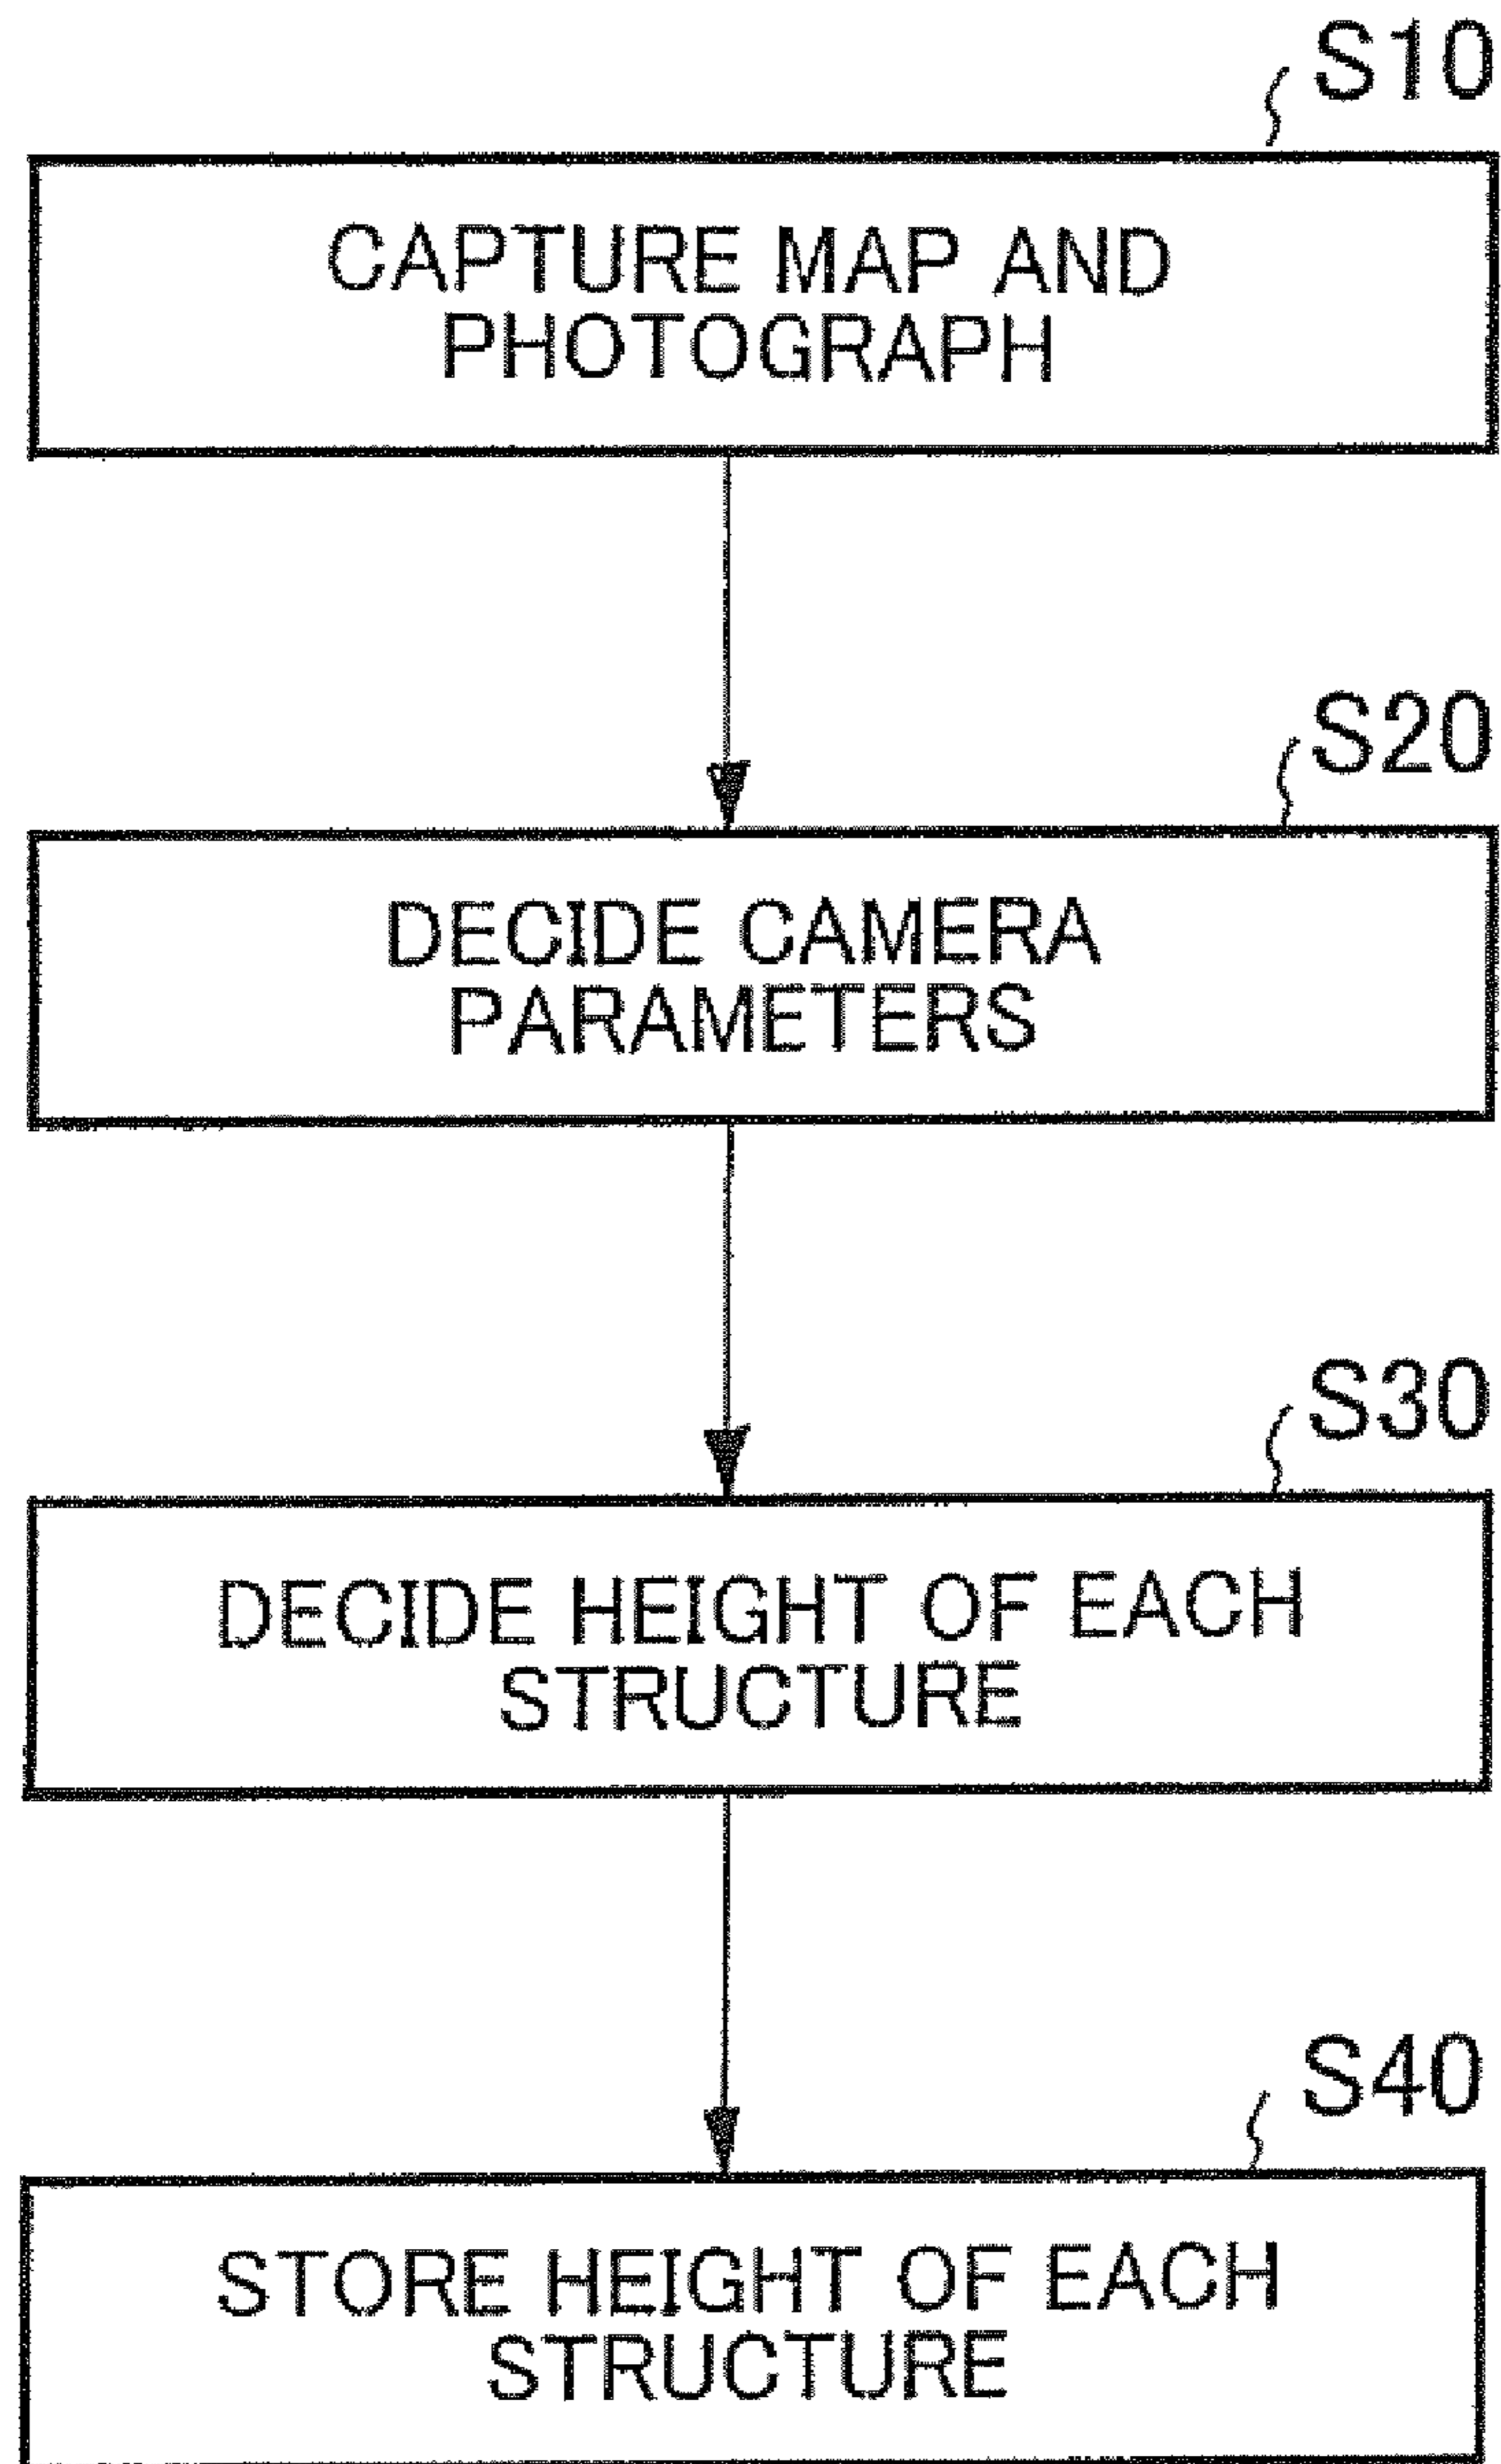 S10
CAPTURE MAP AND
PHOTOGRAPH
S20
DECIDE CAMERA
PARAMETERS
S30
DECIDE HEIGHT OF EACH
STRUCTURE
S40
STORE HEIGHT OF EACH
STRUCTURE